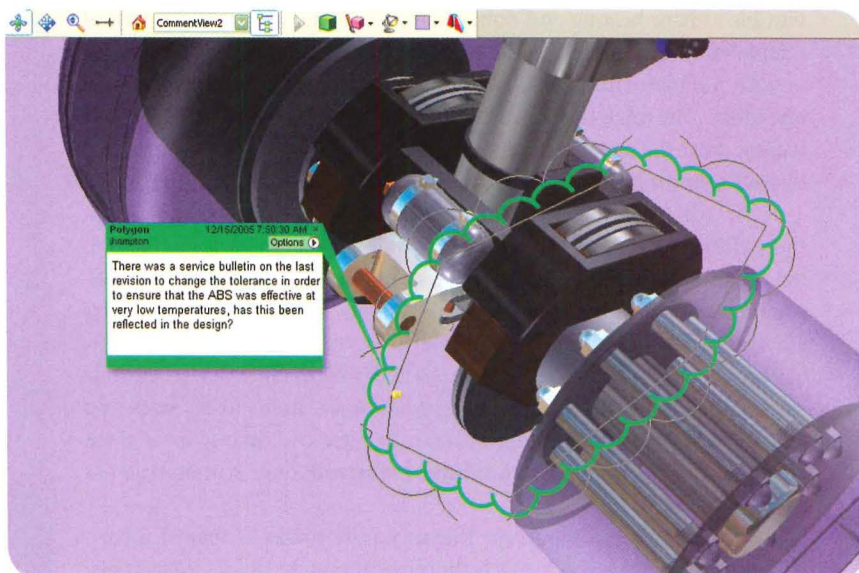 CommentView2
Polygon 12/15/2005 7:50:30 AM
jhampton
Options
There was a service bulletin on the last
revision to change the tolerance in order
to ensure that the ABS was effective at
very low temperatures, has this been
reflected in the design?